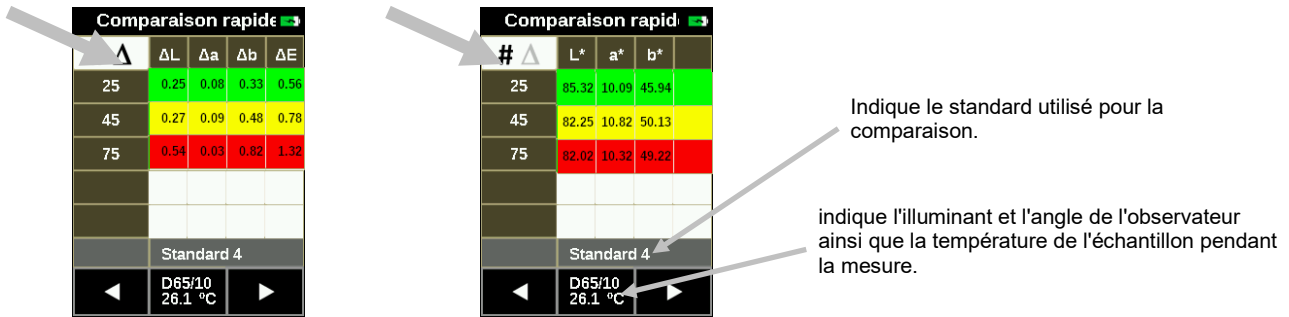 Comparaison rapide
Δ ΔL Δa Δb ΔE
25 0.25 0.08 0.33 0.56
45 0.27 0.09 0.48 0.78
75 0.54 0.03 0.82 1.32
Standard 4
D65/10
26.1 ºC
Comparaison rapid
# Δ L* a* b*
25 85.32 10.09 45.94
45 82.25 10.82 50.13
75 82.02 10.32 49.22
Standard 4
D65/10
26.1 ºC
Indique le standard utilisé pour la
comparaison.
indique l'illuminant et l'angle de l'observateur
ainsi que la température de l'échantillon pendant
la mesure.